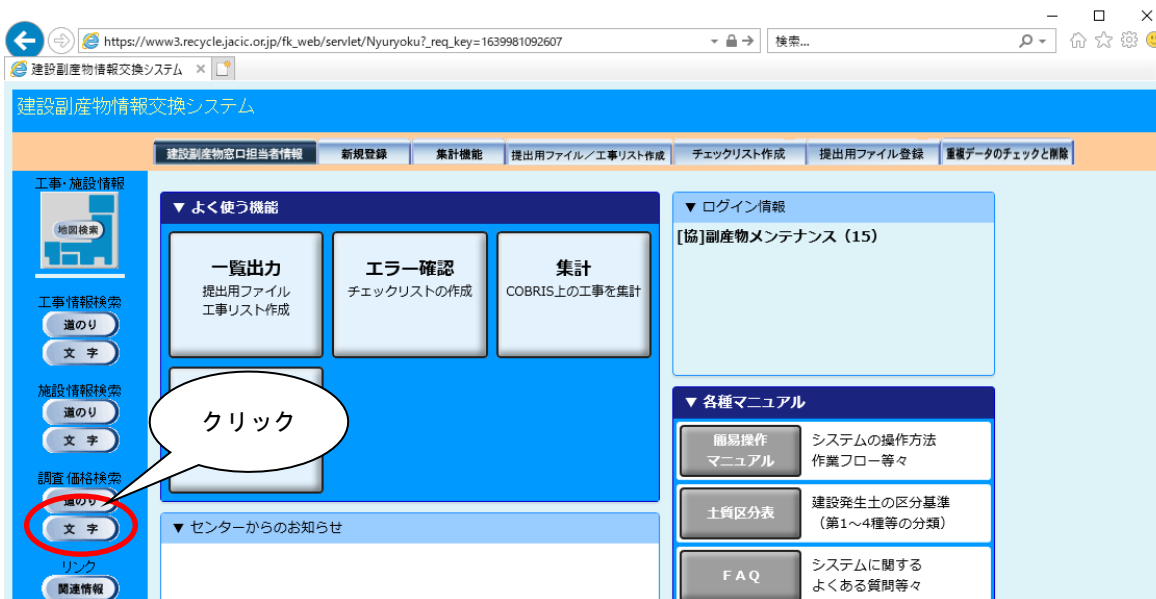 https://www3.recycle.jacic.or.jp/fk_web/servlet/Nyuryoku?_req_key=1639981092607
検索...
建設副産物情報交換システム
建設副産物情報交換システム
建設副産物窓口担当者情報
新規登録
集計機能
提出用ファイル／工事リスト作成
チェックリスト作成
提出用ファイル登録
重複データのチェックと削除
工事・施設情報
地図検索
工事情報検索
道のり
文字
施設情報検索
道のり
文字
調査価格検索
道のり
文字
リンク
関連情報
▼ よく使う機能
一覧出力
提出用ファイル
工事リスト作成
エラー確認
チェックリストの作成
集計
COBRIS上の工事を集計
クリック
▼ センターからのお知らせ
▼ ログイン情報
[協]副産物メンテナンス（15）
▼ 各種マニュアル
簡易操作
マニュアル
システムの操作方法
作業フロー等々
土質区分表
建設発生土の区分基準
（第1～4種等の分類）
ＦＡＱ
システムに関する
よくある質問等々